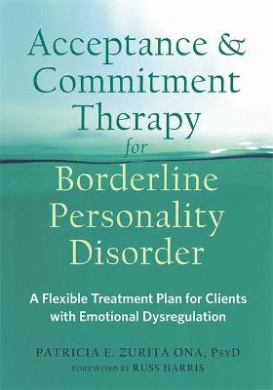 Acceptance &
Commitment
Therapy
for
Borderline
Personality
Disorder
A Flexible Treatment Plan for Clients
with Emotional Dysregulation
PATRICIA E. ZURITA ONA, PSYD
FOREWORD BY RUSS HARRIS